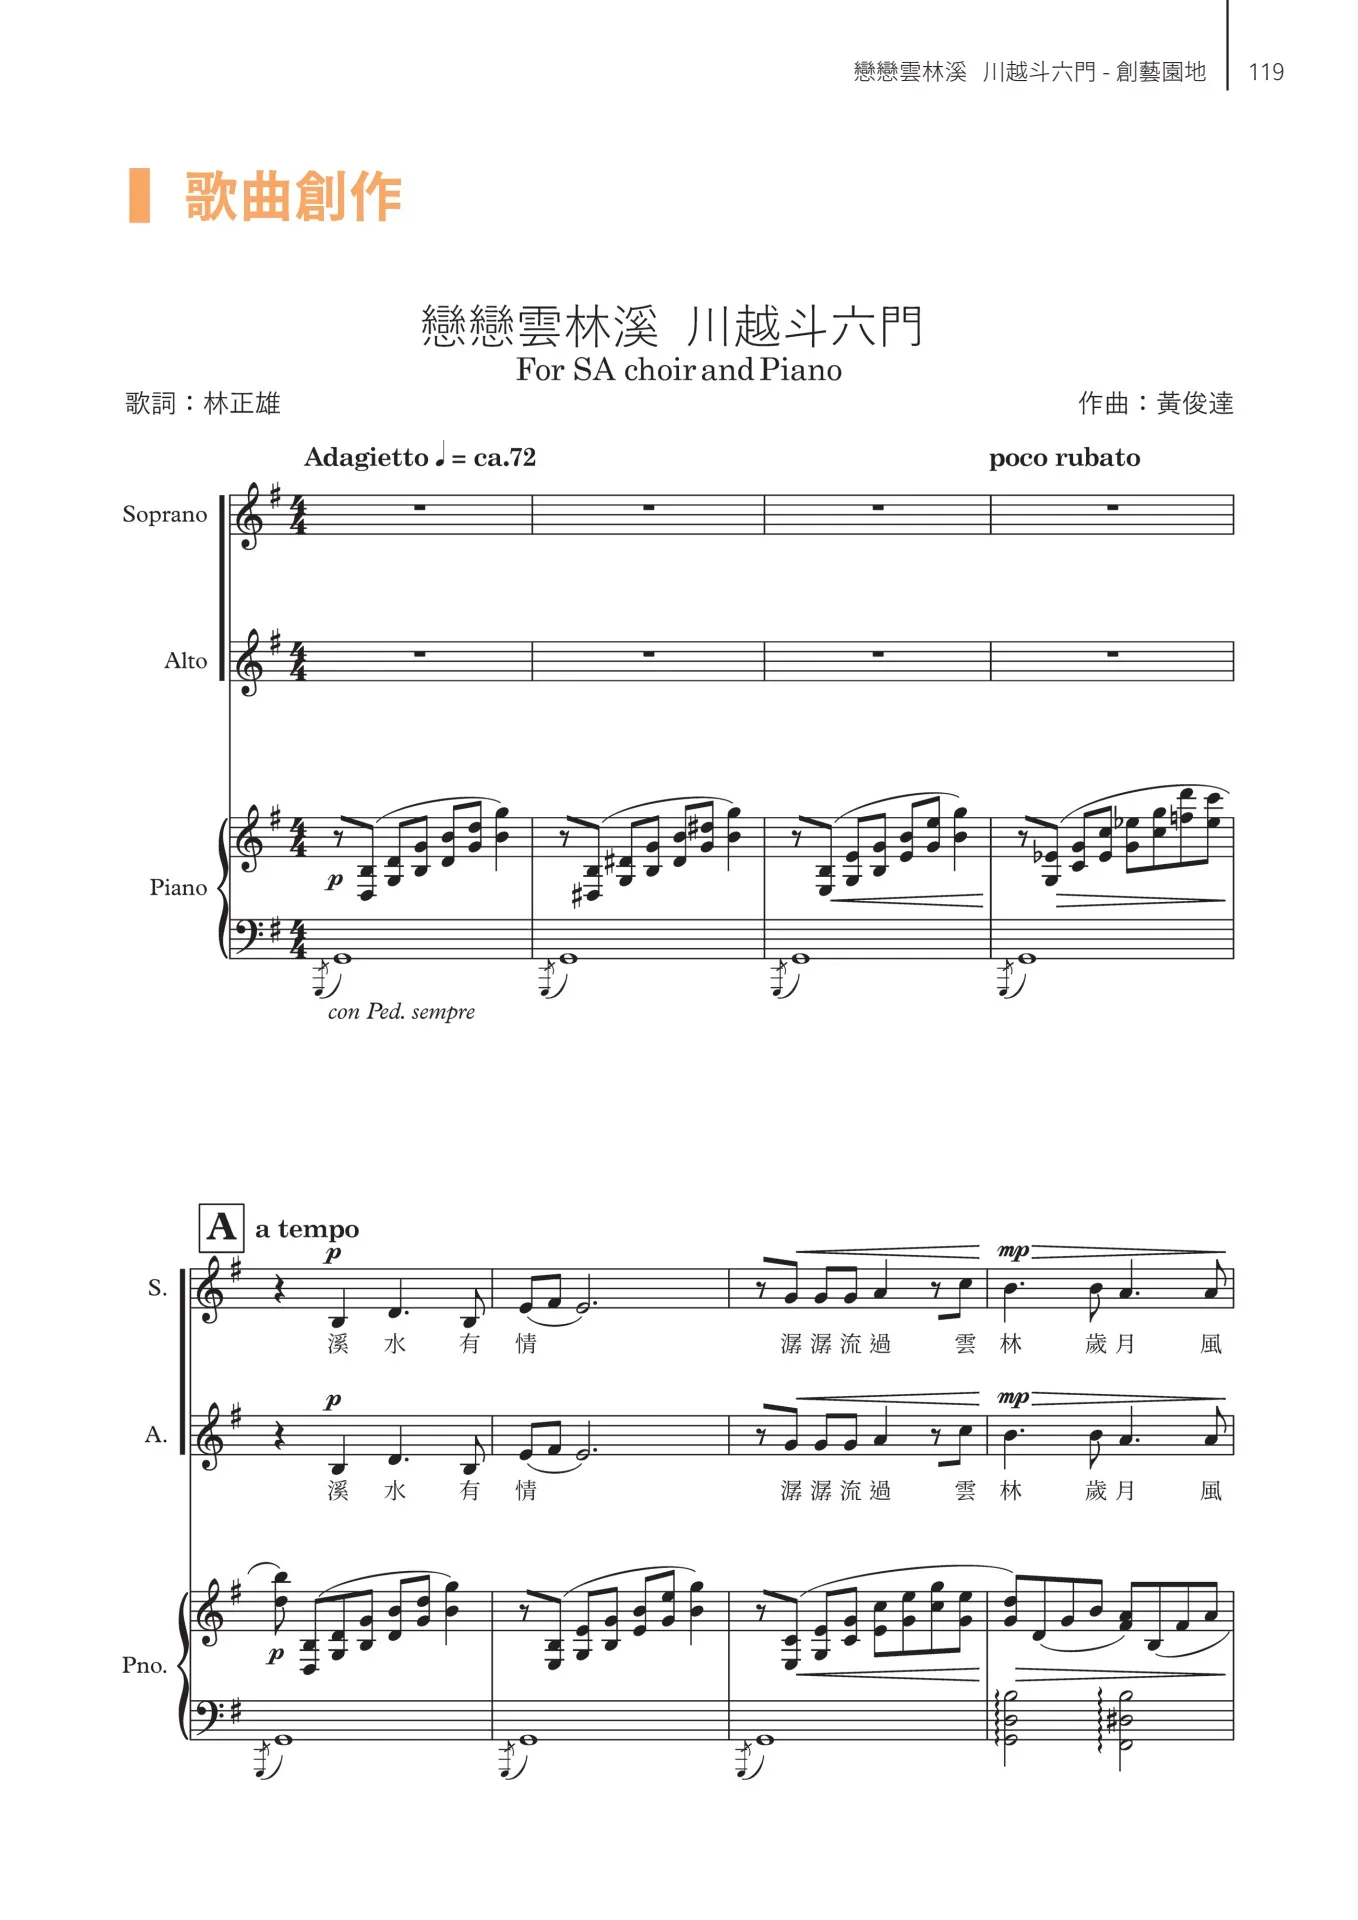 戀戀雲林溪 川越斗六門 - 創藝園地 119
歌曲創作
戀戀雲林溪 川越斗六門
For SA choir and Piano
歌詞：林正雄 作曲：黃俊達
Adagietto ♩ = ca.72 poco rubato
Soprano
Alto
Piano
p
con Ped. sempre
A a tempo
p mp
S.
溪 水 有 情 潺 潺 流 過 雲 林 歲 月 風
p mp
A.
溪 水 有 情 潺 潺 流 過 雲 林 歲 月 風
p
Pno.